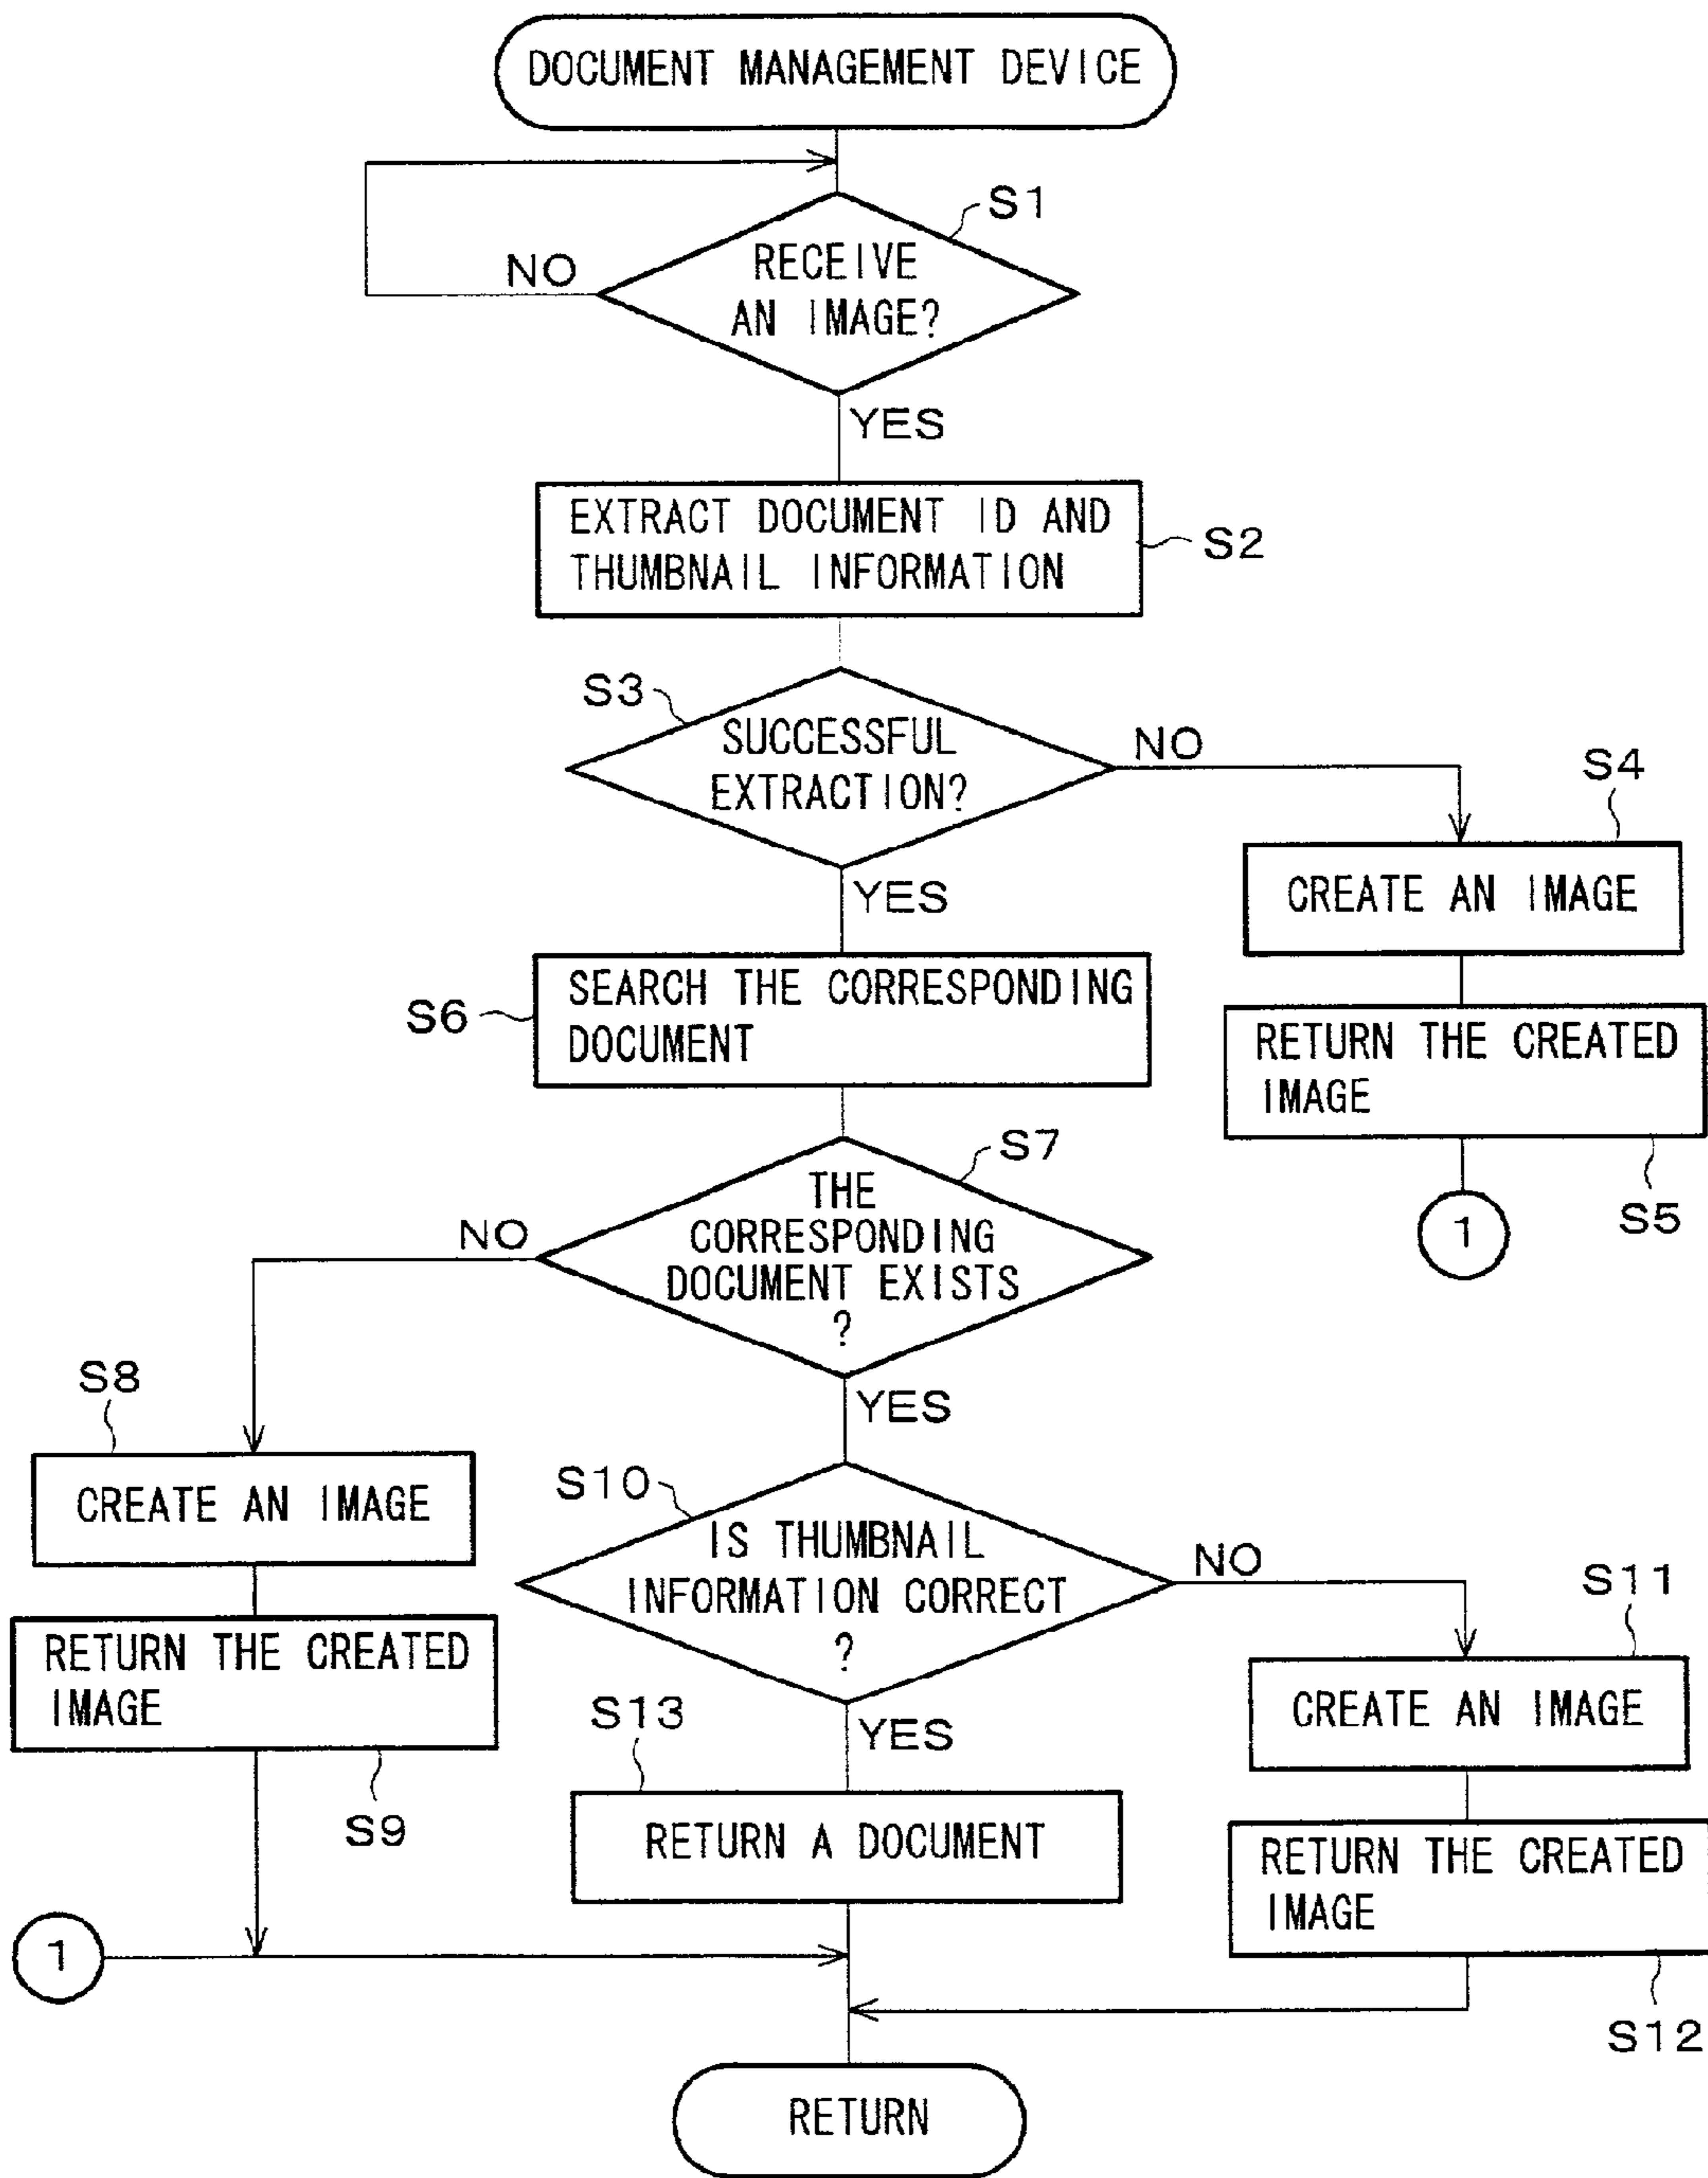 DOCUMENT MANAGEMENT DEVICE
S1
NO
RECEIVE
AN IMAGE?
YES
EXTRACT DOCUMENT ID AND
THUMBNAIL INFORMATION
S2
S3
SUCCESSFUL
EXTRACTION?
NO
YES
S4
CREATE AN IMAGE
RETURN THE CREATED
IMAGE
S5
1
S6
SEARCH THE CORRESPONDING
DOCUMENT
S7
THE
CORRESPONDING
DOCUMENT EXISTS
?
NO
YES
S8
CREATE AN IMAGE
RETURN THE CREATED
IMAGE
S9
S10
IS THUMBNAIL
INFORMATION CORRECT
?
NO
YES
S11
CREATE AN IMAGE
RETURN THE CREATED
IMAGE
S12
S13
RETURN A DOCUMENT
1
RETURN